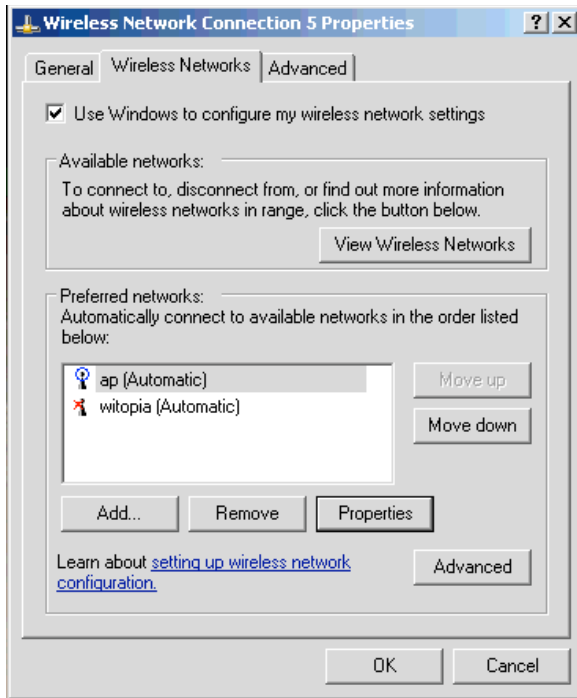 Wireless Network Connection 5 Properties
General Wireless Networks Advanced
Use Windows to configure my wireless network settings
Available networks:
To connect to, disconnect from, or find out more information
about wireless networks in range, click the button below.
View Wireless Networks
Preferred networks:
Automatically connect to available networks in the order listed
below:
ap (Automatic)
witopia (Automatic)
Move up
Move down
Add... Remove Properties
Learn about setting up wireless network
configuration.
Advanced
OK Cancel